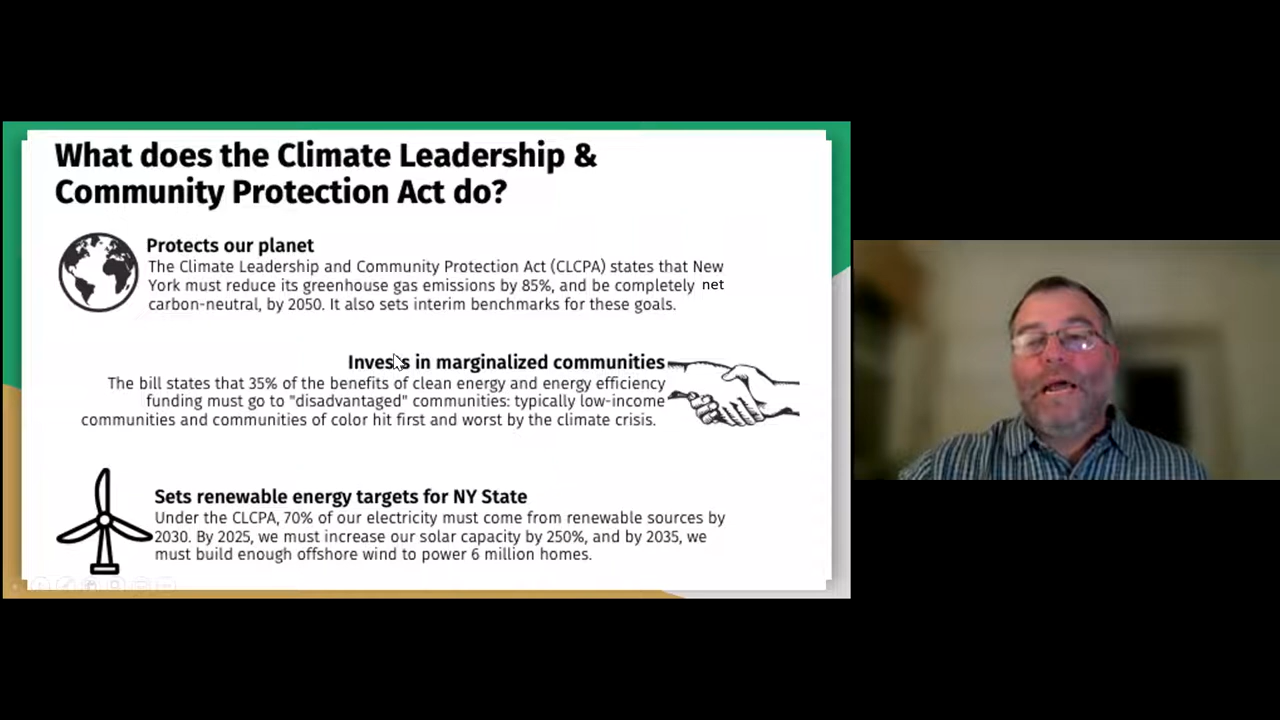 What does the Climate Leadership &
Community Protection Act do?
Protects our planet
The Climate Leadership and Community Protection Act (CLCPA) states that New
York must reduce its greenhouse gas emissions by 85%, and be completely net
carbon-neutral, by 2050. It also sets interim benchmarks for these goals.
Invests in marginalized communities
The bill states that 35% of the benefits of clean energy and energy efficiency
funding must go to "disadvantaged" communities: typically low-income
communities and communities of color hit first and worst by the climate crisis.
Sets renewable energy targets for NY State
Under the CLCPA, 70% of our electricity must come from renewable sources by
2030. By 2025, we must increase our solar capacity by 250%, and by 2035, we
must build enough offshore wind to power 6 million homes.